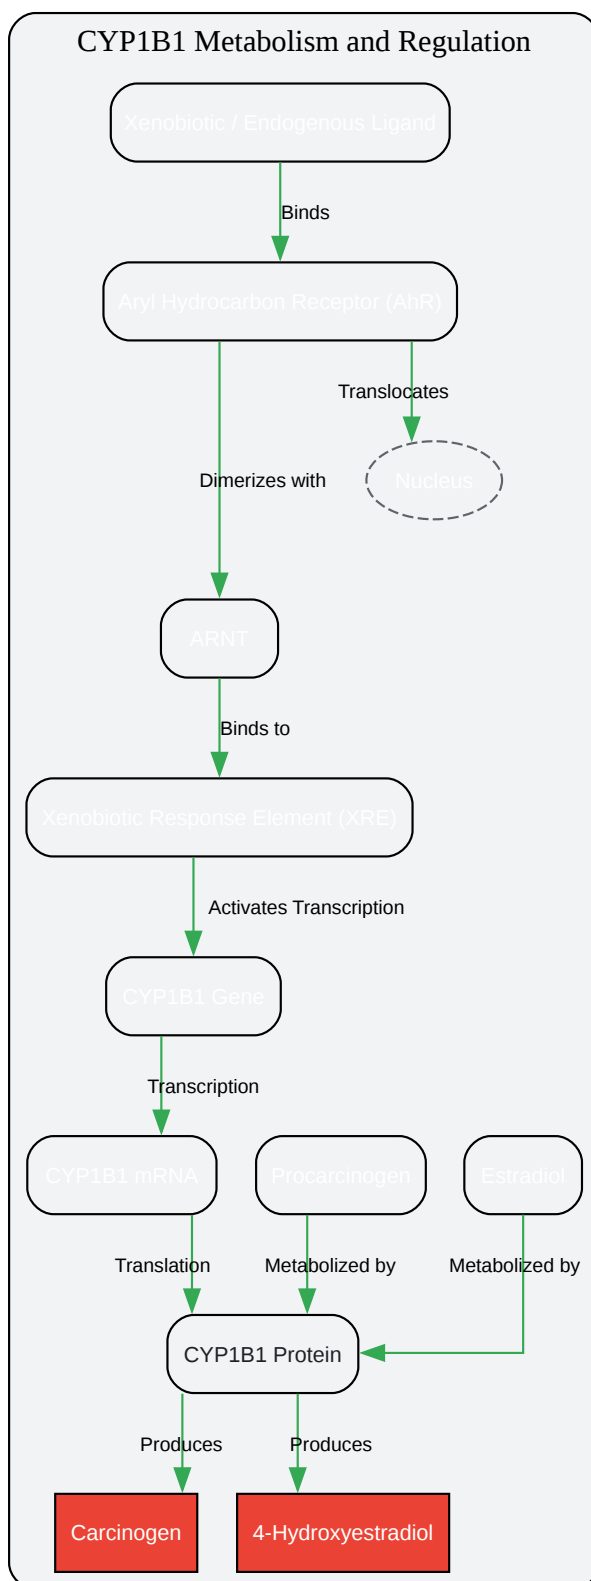 CYP1B1 Metabolism and Regulation
Xenobiotic / Endogenous Ligand
Binds
Aryl Hydrocarbon Receptor (AhR)
Translocates
Nucleus
Dimerizes with
ARNT
Binds to
Xenobiotic Response Element (XRE)
Activates Transcription
CYP1B1 Gene
Transcription
CYP1B1 mRNA
Procarcinogen
Estradiol
Translation
Metabolized by
Metabolized by
CYP1B1 Protein
Produces
Produces
Carcinogen
4-Hydroxyestradiol